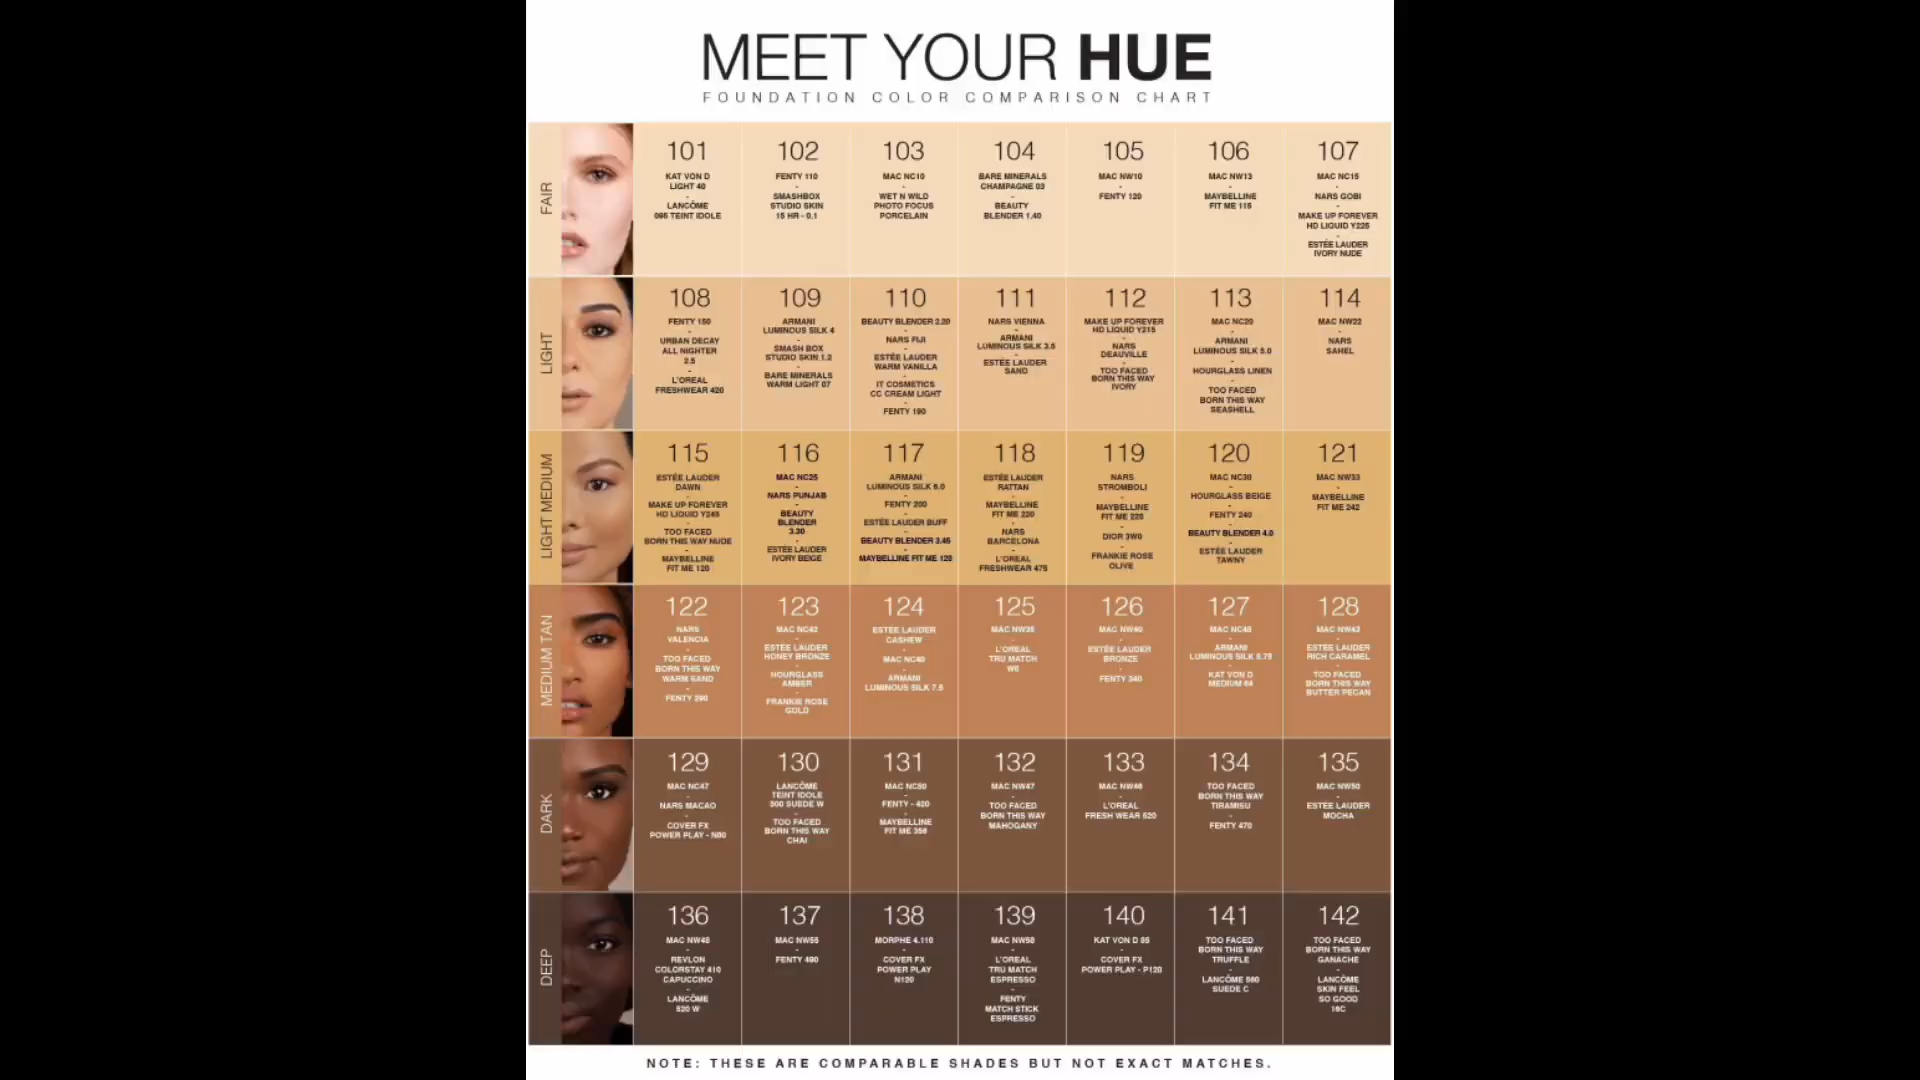 MEET YOUR HUE
FOUNDATION COLOR COMPARISON CHART
FAIR
101
KAT VON D
LIGHT 40
-
LANCÔME
095 TEINT IDOLE
102
FENTY 110
-
SMASHBOX
STUDIO SKIN
15 HR - 0.1
103
MAC NC10
-
WET N WILD
PHOTO FOCUS
PORCELAIN
104
BARE MINERALS
CHAMPAGNE 03
-
BEAUTY
BLENDER 1.40
105
MAC NW10
-
FENTY 120
106
MAC NW13
-
MAYBELLINE
FIT ME 115
107
MAC NC15
-
NARS GOBI
-
MAKE UP FOREVER
HD LIQUID Y225
-
ESTÉE LAUDER
IVORY NUDE
LIGHT
108
FENTY 150
-
URBAN DECAY
ALL NIGHTER
2.5
-
L'OREAL
FRESHWEAR 420
109
ARMANI
LUMINOUS SILK 4
-
SMASH BOX
STUDIO SKIN 1.2
-
BARE MINERALS
WARM LIGHT 07
110
BEAUTY BLENDER 2.20
-
NARS FIJI
-
ESTÉE LAUDER
WARM VANILLA
-
IT COSMETICS
CC CREAM LIGHT
-
FENTY 190
111
NARS VIENNA
-
ARMANI
LUMINOUS SILK 3.5
-
ESTÉE LAUDER
SAND
112
MAKE UP FOREVER
HD LIQUID Y215
-
NARS
DEAUVILLE
-
TOO FACED
BORN THIS WAY
IVORY
113
MAC NC20
-
ARMANI
LUMINOUS SILK 5.0
-
HOURGLASS LINEN
-
TOO FACED
BORN THIS WAY
SEASHELL
114
MAC NW22
-
NARS
SAHEL
LIGHT MEDIUM
115
ESTÉE LAUDER
DAWN
-
MAKE UP FOREVER
HD LIQUID Y245
-
TOO FACED
BORN THIS WAY NUDE
-
MAYBELLINE
FIT ME 120
116
MAC NC25
-
NARS PUNJAB
-
BEAUTY
BLENDER
3.30
-
ESTÉE LAUDER
IVORY BEIGE
117
ARMANI
LUMINOUS SILK 6.0
-
FENTY 200
-
ESTÉE LAUDER BUFF
-
BEAUTY BLENDER 3.45
-
MAYBELLINE FIT ME 128
118
ESTÉE LAUDER
RATTAN
-
MAYBELLINE
FIT ME 220
-
NARS
BARCELONA
-
L'OREAL
FRESHWEAR 475
119
NARS
STROMBOLI
-
MAYBELLINE
FIT ME 228
-
DIOR 3W0
-
FRANKIE ROSE
OLIVE
120
MAC NC30
-
HOURGLASS BEIGE
-
FENTY 240
-
BEAUTY BLENDER 4.0
-
ESTÉE LAUDER
TAWNY
121
MAC NW33
-
MAYBELLINE
FIT ME 242
MEDIUM TAN
122
NARS
VALENCIA
-
TOO FACED
BORN THIS WAY
WARM SAND
-
FENTY 290
123
MAC NC42
-
ESTÉE LAUDER
HONEY BRONZE
-
HOURGLASS
AMBER
-
FRANKIE ROSE
GOLD
124
ESTÉE LAUDER
CASHEW
-
MAC NC40
-
ARMANI
LUMINOUS SILK 7.5
125
MAC NW35
-
L'OREAL
TRU MATCH
W6
126
MAC NW40
-
ESTÉE LAUDER
BRONZE
-
FENTY 340
127
MAC NC45
-
ARMANI
LUMINOUS SILK 8.75
-
KAT VON D
MEDIUM 64
128
MAC NW43
-
ESTÉE LAUDER
RICH CARAMEL
-
TOO FACED
BORN THIS WAY
BUTTER PECAN
DARK
129
MAC NC47
-
NARS MACAO
-
COVER FX
POWER PLAY - N80
130
LANCÔME
TEINT IDOLE
500 SUEDE W
-
TOO FACED
BORN THIS WAY
CHAI
131
MAC NC50
-
FENTY - 420
-
MAYBELLINE
FIT ME 356
132
MAC NW47
-
TOO FACED
BORN THIS WAY
MAHOGANY
133
MAC NW46
-
L'OREAL
FRESH WEAR 520
134
TOO FACED
BORN THIS WAY
TIRAMISU
-
FENTY 470
135
MAC NW50
-
ESTÉE LAUDER
MOCHA
DEEP
136
MAC NW48
-
REVLON
COLORSTAY 410
CAPUCCINO
-
LANCÔME
520 W
137
MAC NW55
-
FENTY 490
138
MORPHE 4.110
-
COVER FX
POWER PLAY
N120
139
MAC NW58
-
L'OREAL
TRU MATCH
ESPRESSO
-
FENTY
MATCH STICK
ESPRESSO
140
KAT VON D 85
-
COVER FX
POWER PLAY - P120
141
TOO FACED
BORN THIS WAY
TRUFFLE
-
LANCÔME 560
SUEDE C
142
TOO FACED
BORN THIS WAY
GANACHE
-
LANCÔME
SKIN FEEL
SO GOOD
16C
NOTE: THESE ARE COMPARABLE SHADES BUT NOT EXACT MATCHES.